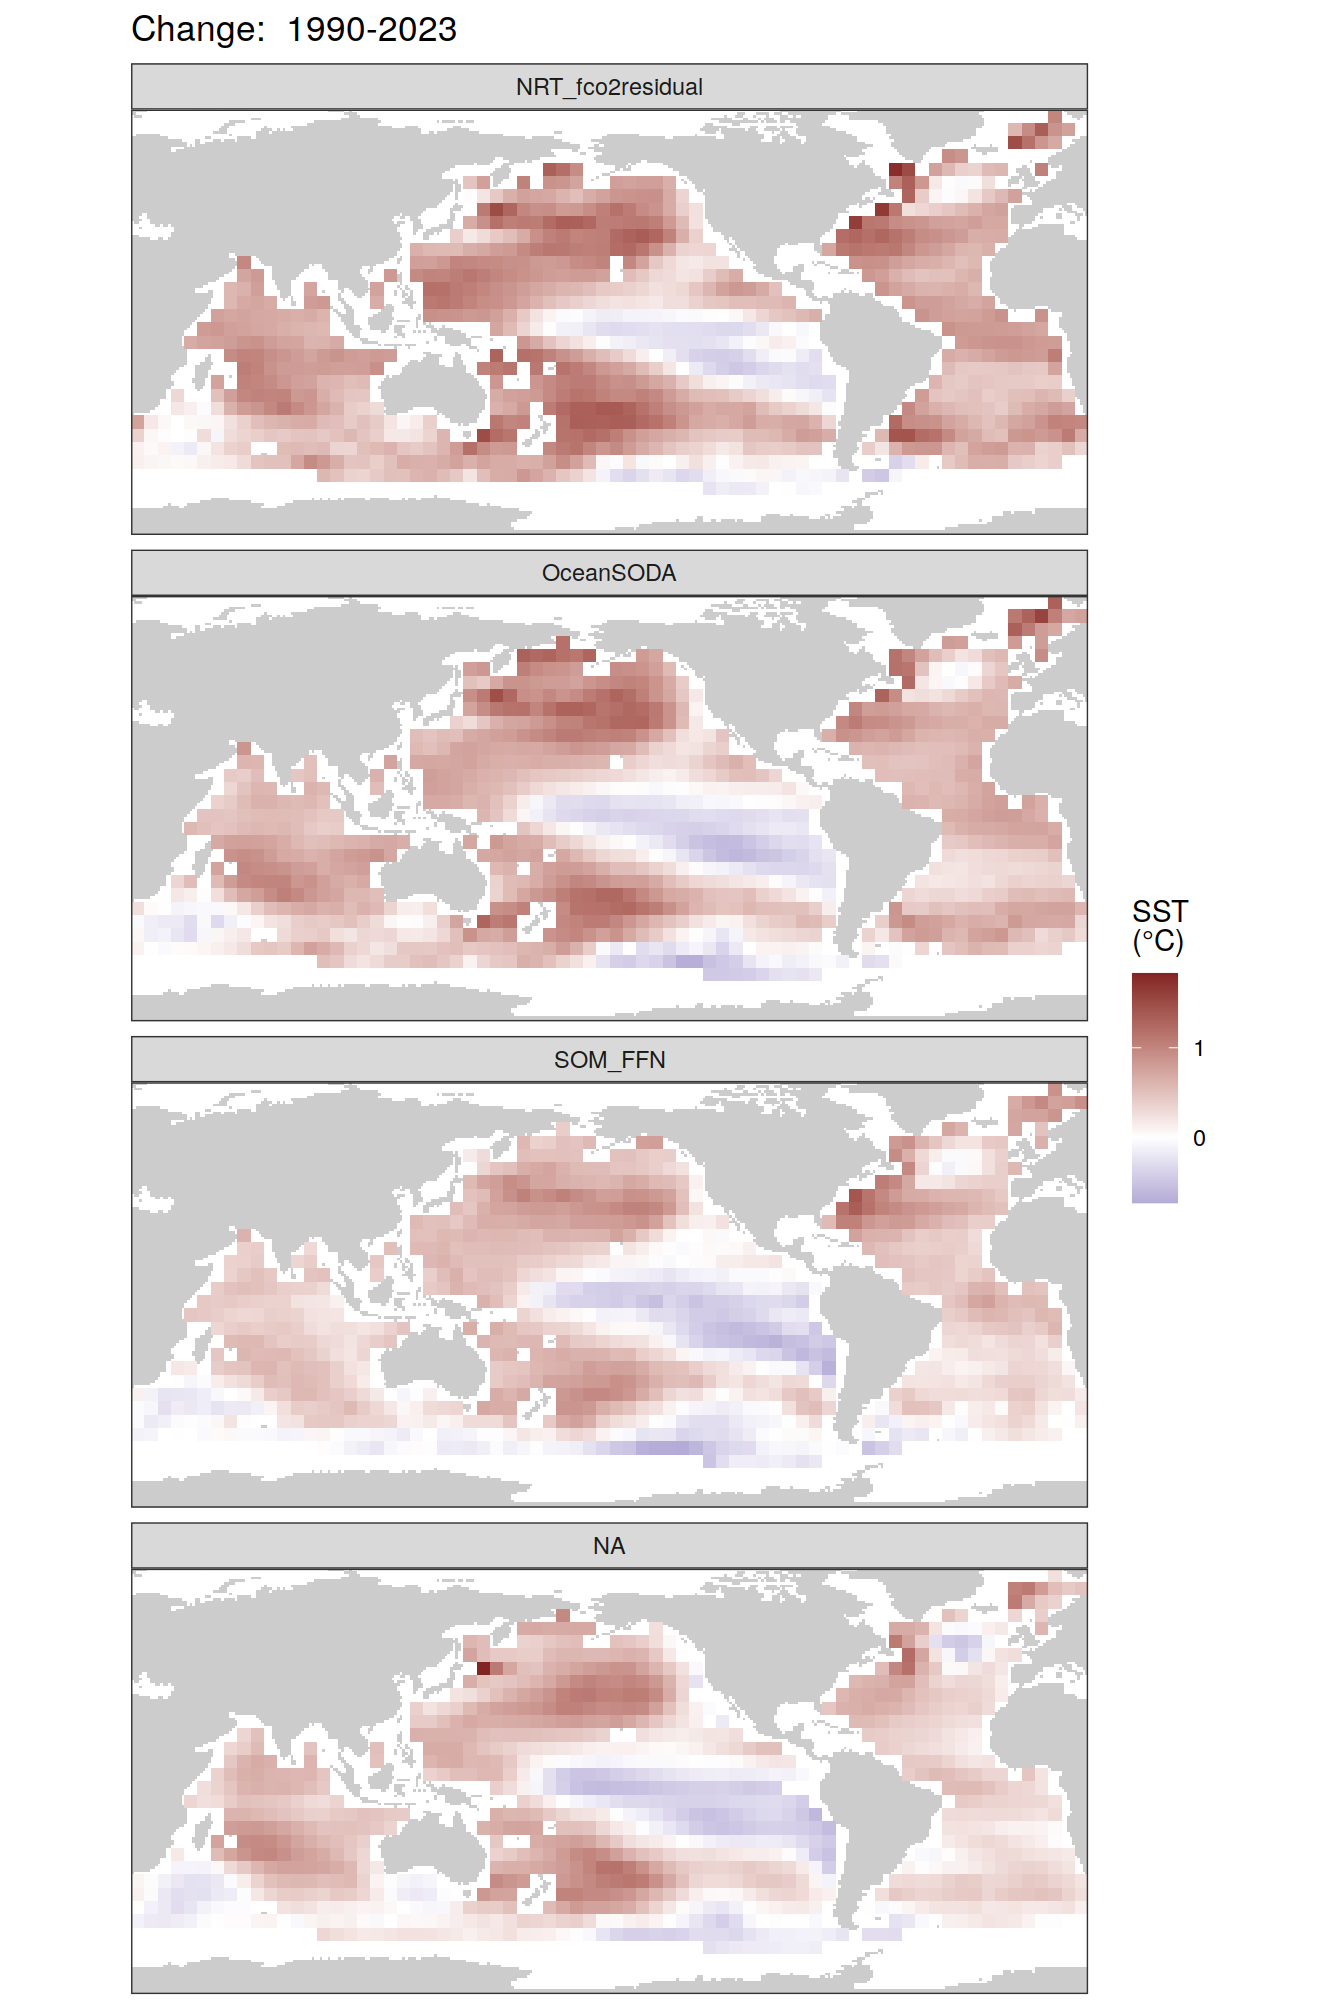 Change:  1990-2023
NRT_fco2residual
OceanSODA
SST
(°C)
1
0
SOM_FFN
NA